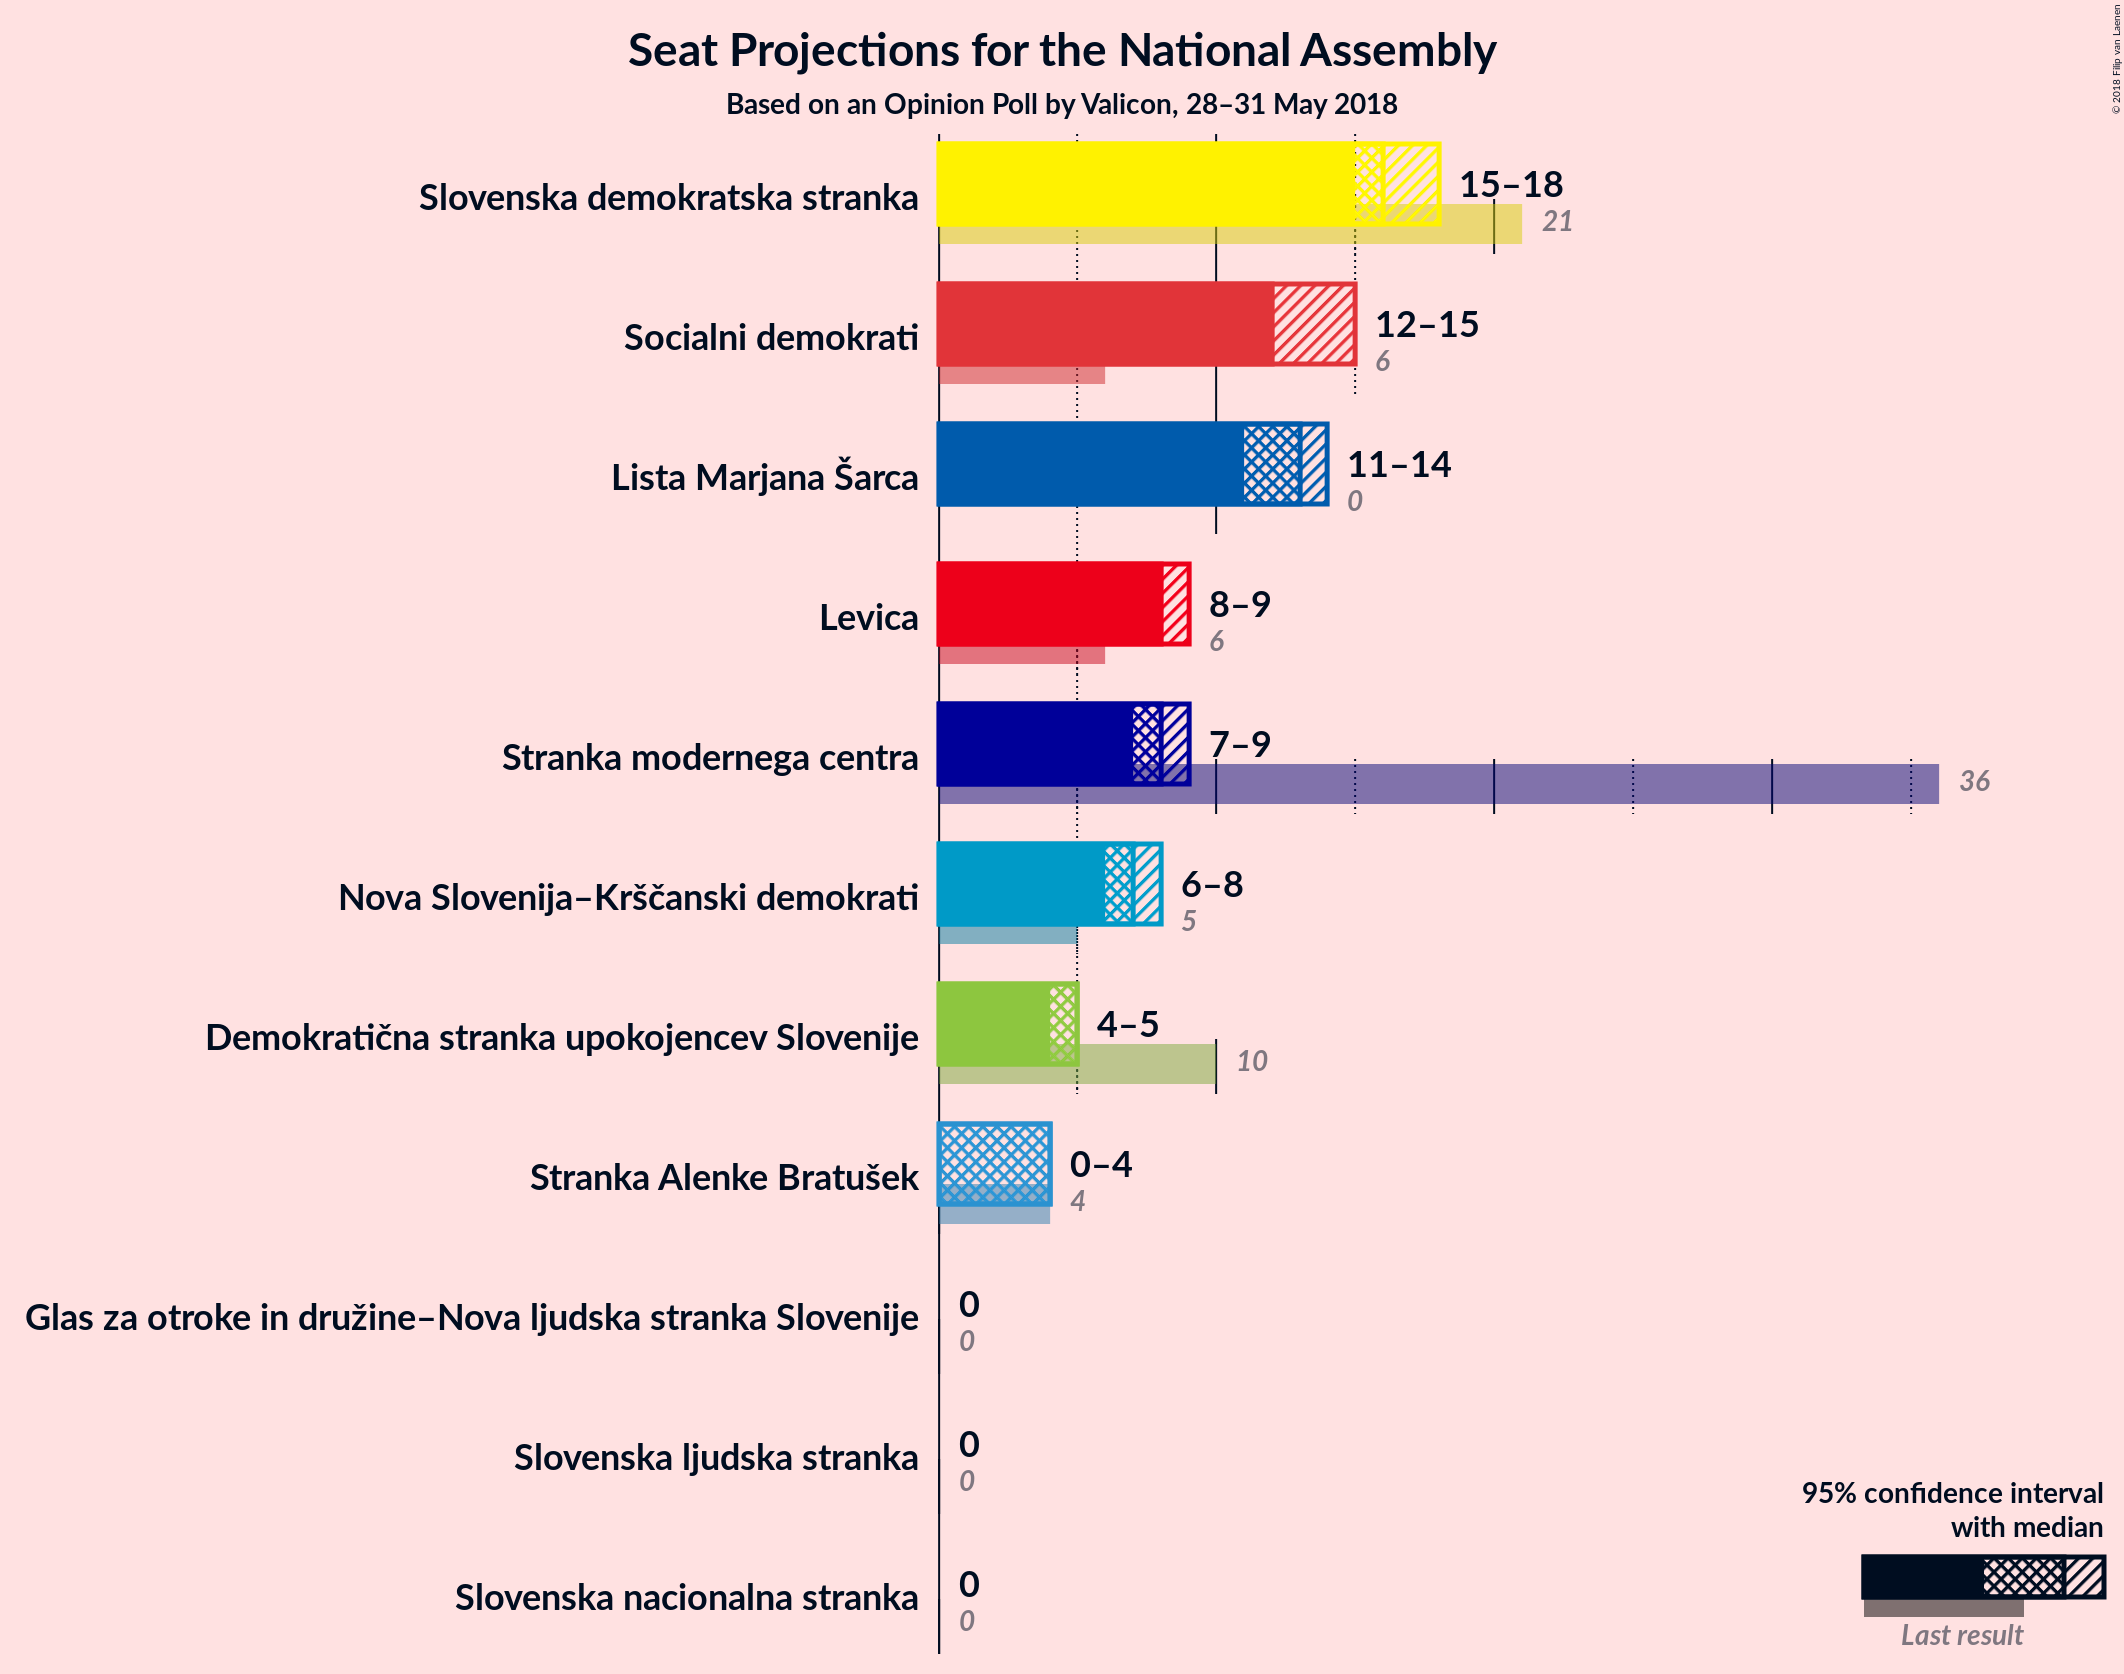 Seat Projections for the National Assembly
Based on an Opinion Poll by Valicon, 28–31 May 2018
© 2018 Filip van Laenen
Slovenska demokratska stranka
15–18
21
Socialni demokrati
12–15
6
Lista Marjana Šarca
11–14
0
Levica
8–9
6
Stranka modernega centra
7–9
36
Nova Slovenija–Krščanski demokrati
6–8
5
Demokratična stranka upokojencev Slovenije
4–5
10
Stranka Alenke Bratušek
0–4
4
Glas za otroke in družine–Nova ljudska stranka Slovenije
0
0
Slovenska ljudska stranka
0
0
Slovenska nacionalna stranka
0
0
95% confidence interval
with median
Last result